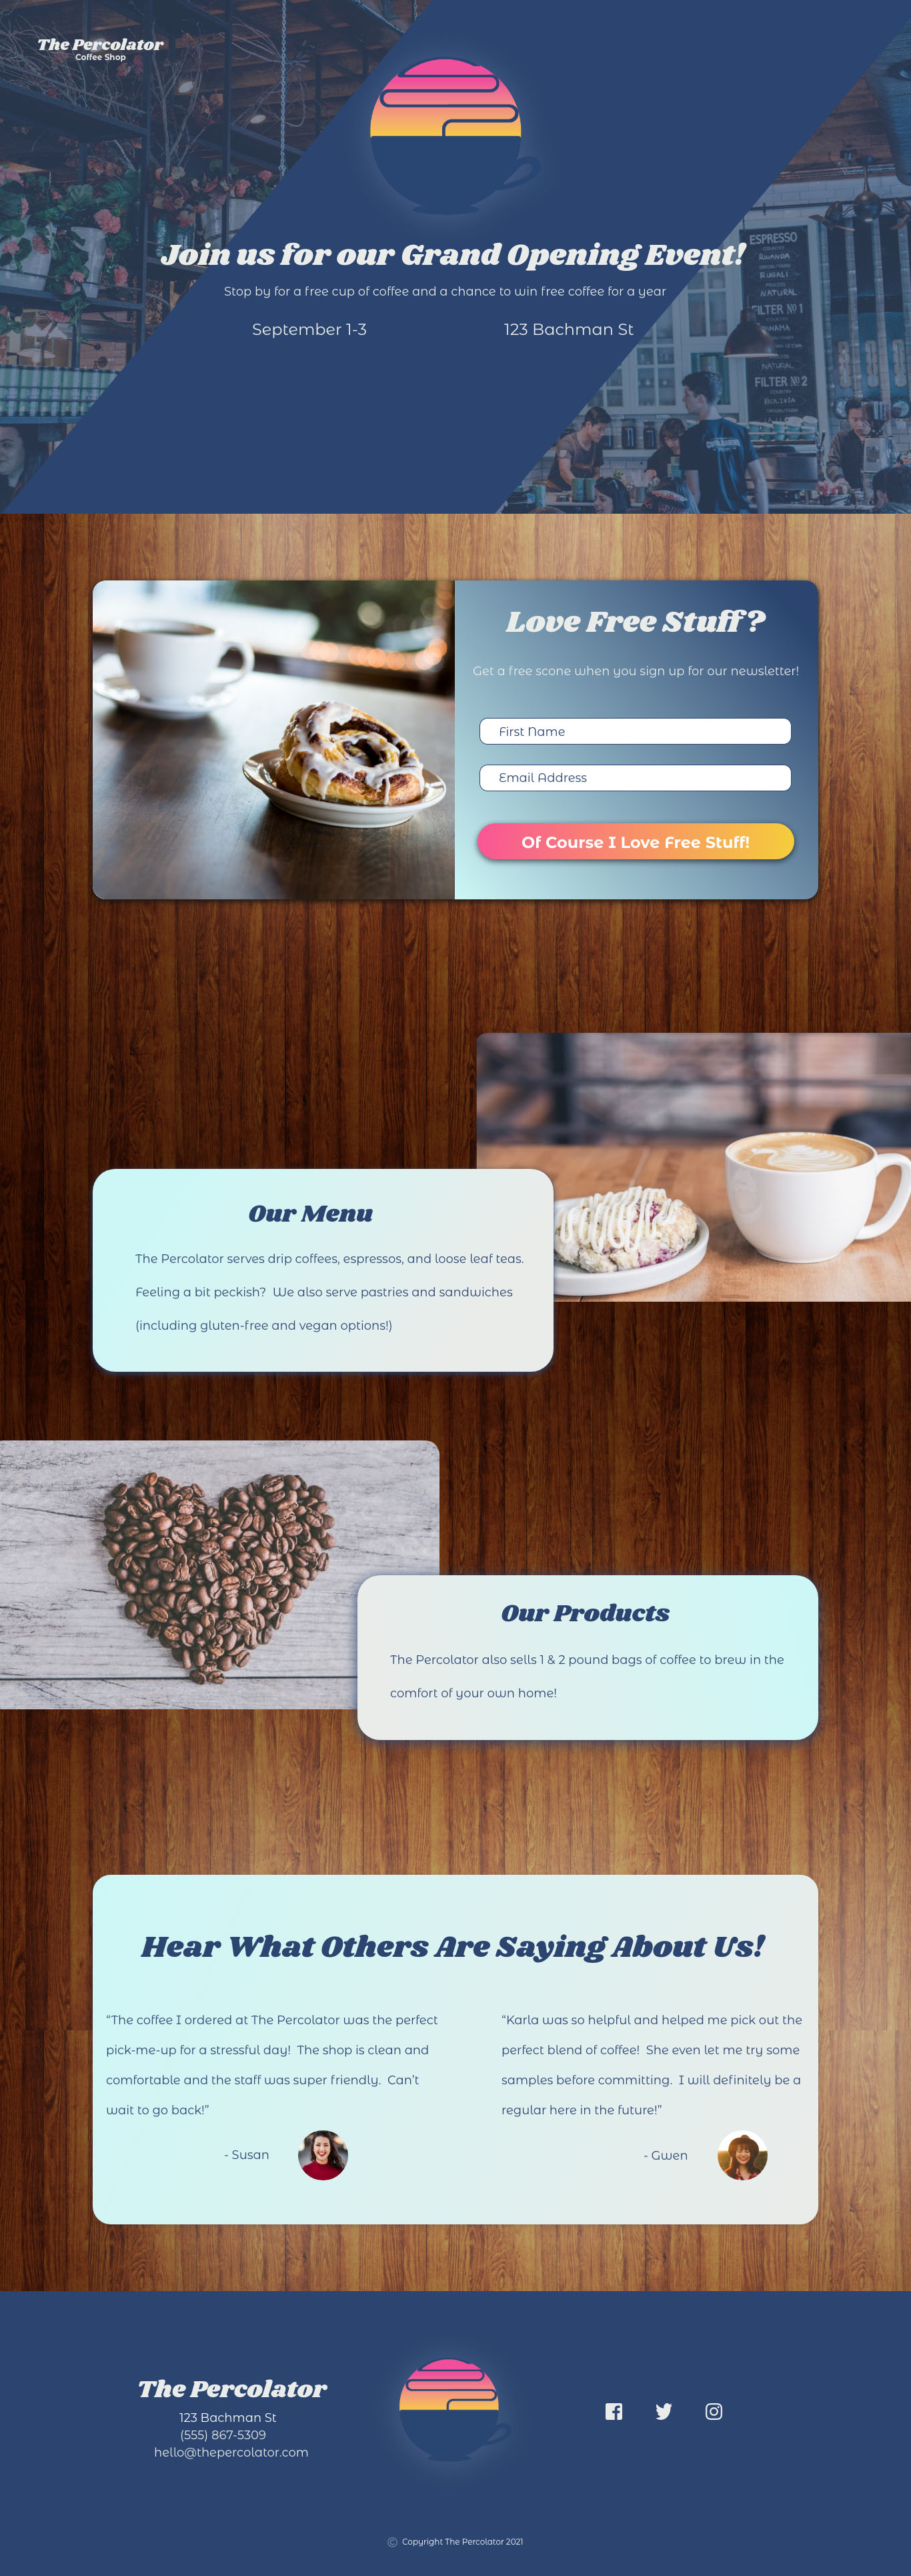 The Percolator
Coffee Shop
Join us for our Grand Opening Event!
Stop by for a free cup of coffee and a chance to win free coffee for a year
September 1-3
123 Bachman St
ESPRESSO
COUNTRY
RWANDA
NATURAL
FILTER Nº1
NATURAL
FILTER Nº2
COUNTRY
BOLIVIA
Love Free Stuff?
Get a free scone when you sign up for our newsletter!
First Name
Email Address
Of Course I Love Free Stuff!
Our Menu
The Percolator serves drip coffees, espressos, and loose leaf teas.
Feeling a bit peckish? We also serve pastries and sandwiches
(including gluten-free and vegan options!)
Our Products
The Percolator also sells 1 & 2 pound bags of coffee to brew in the
comfort of your own home!
Hear What Others Are Saying About Us!
“The coffee I ordered at The Percolator was the perfect
pick-me-up for a stressful day! The shop is clean and
comfortable and the staff was super friendly. Can’t
wait to go back!”
- Susan
“Karla was so helpful and helped me pick out the
perfect blend of coffee! She even let me try some
samples before committing. I will definitely be a
regular here in the future!”
- Gwen
The Percolator
123 Bachman St
(555) 867-5309
hello@thepercolator.com
© Copyright The Percolator 2021